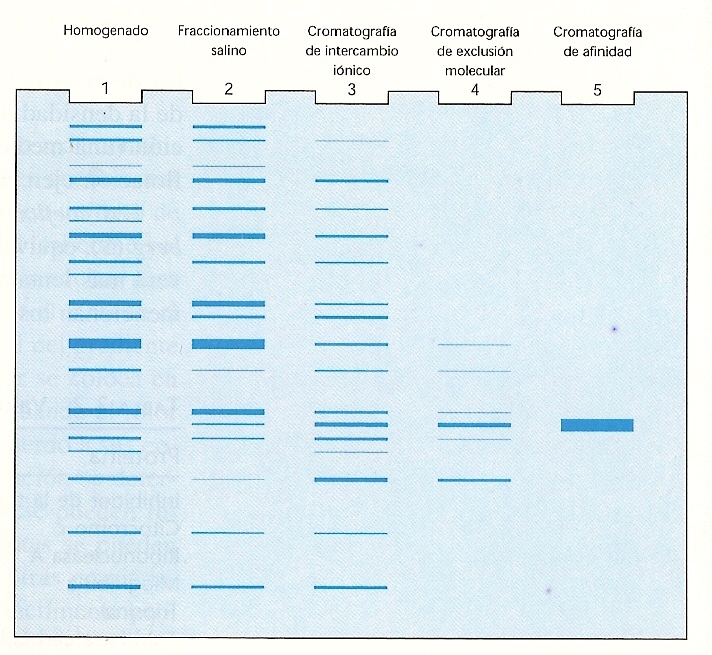 Homogenado
Fraccionamiento
salino
Cromatografía
de intercambio
iónico
Cromatografía
de exclusión
molecular
Cromatografía
de afinidad
1
2
3
4
5